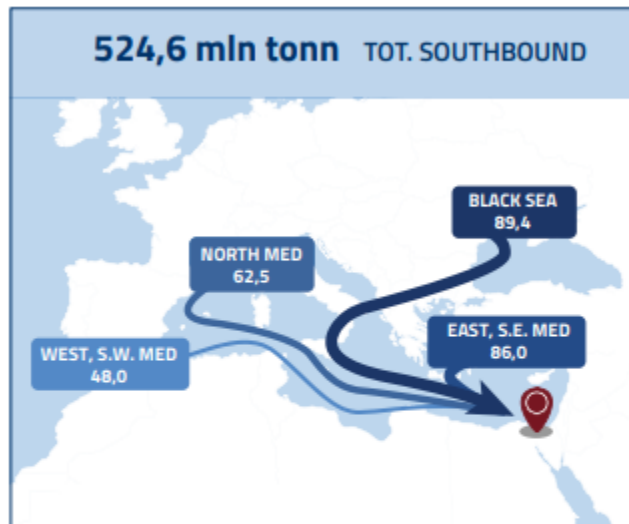 524,6 mln tonn TOT. SOUTHBOUND
BLACK SEA
89,4
NORTH MED
62,5
EAST, S.E. MED
86,0
WEST, S.W. MED
48,0